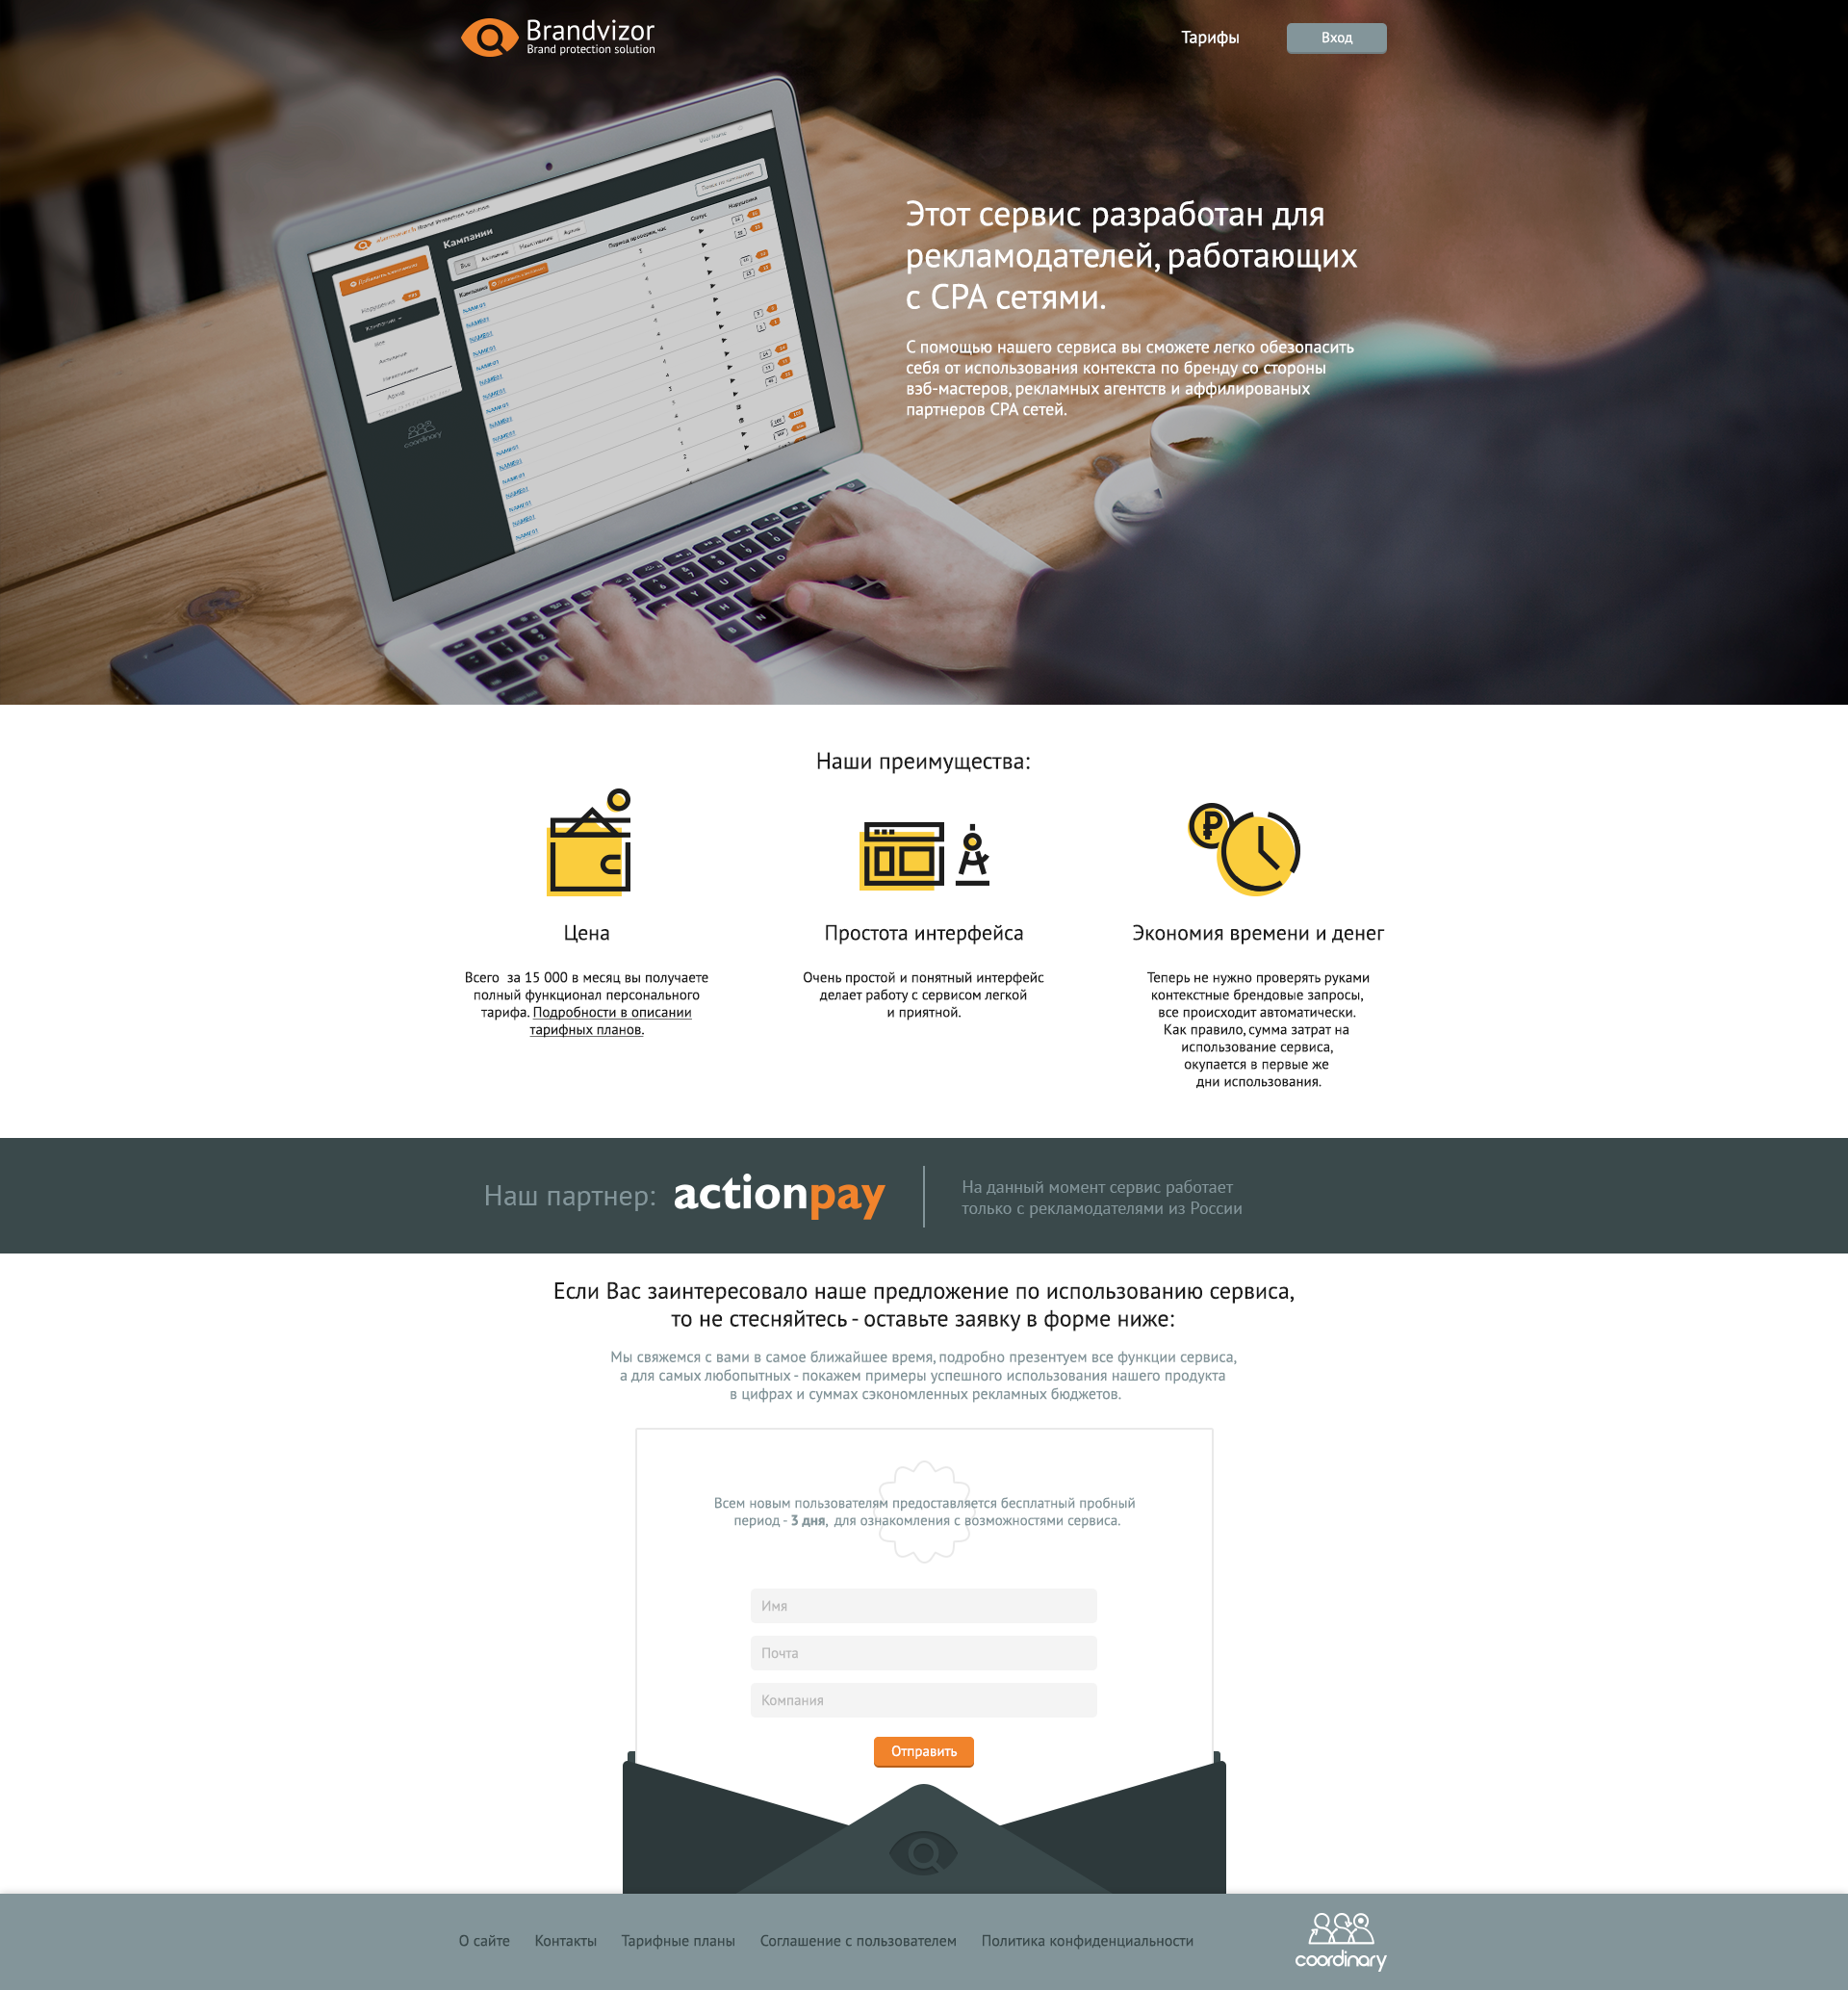 Brandvizor
Brand protection solution
Тарифы
Вход
Кампании
Этот сервис разработан для
рекламодателей, работающих
с CPA сетями.
С помощью нашего сервиса вы сможете легко обезопасить
себя от использования контекста по бренду со стороны
вэб-мастеров, рекламных агентств и аффилированых
партнеров CPA сетей.
Наши преимущества:
Цена
Всего за 15 000 в месяц вы получаете
полный функционал персонального
тарифа. Подробности в описании
тарифных планов.
Простота интерфейса
Очень простой и понятный интерфейс
делает работу с сервисом легкой
и приятной.
Экономия времени и денег
Теперь не нужно проверять руками
контекстные брендовые запросы,
все происходит автоматически.
Как правило, сумма затрат на
использование сервиса,
окупается в первые же
дни использования.
Наш партнер:
actionpay
На данный момент сервис работает
только с рекламодателями из России
Если Вас заинтересовало наше предложение по использованию сервиса,
то не стесняйтесь - оставьте заявку в форме ниже:
Мы свяжемся с вами в самое ближайшее время, подробно презентуем все функции сервиса,
а для самых любопытных - покажем примеры успешного использования нашего продукта
в цифрах и суммах сэкономленных рекламных бюджетов.
Всем новым пользователям предоставляется бесплатный пробный
период - 3 дня, для ознакомления с возможностями сервиса.
Имя
Почта
Компания
Отправить
О сайте
Контакты
Тарифные планы
Соглашение с пользователем
Политика конфиденциальности
coordinary